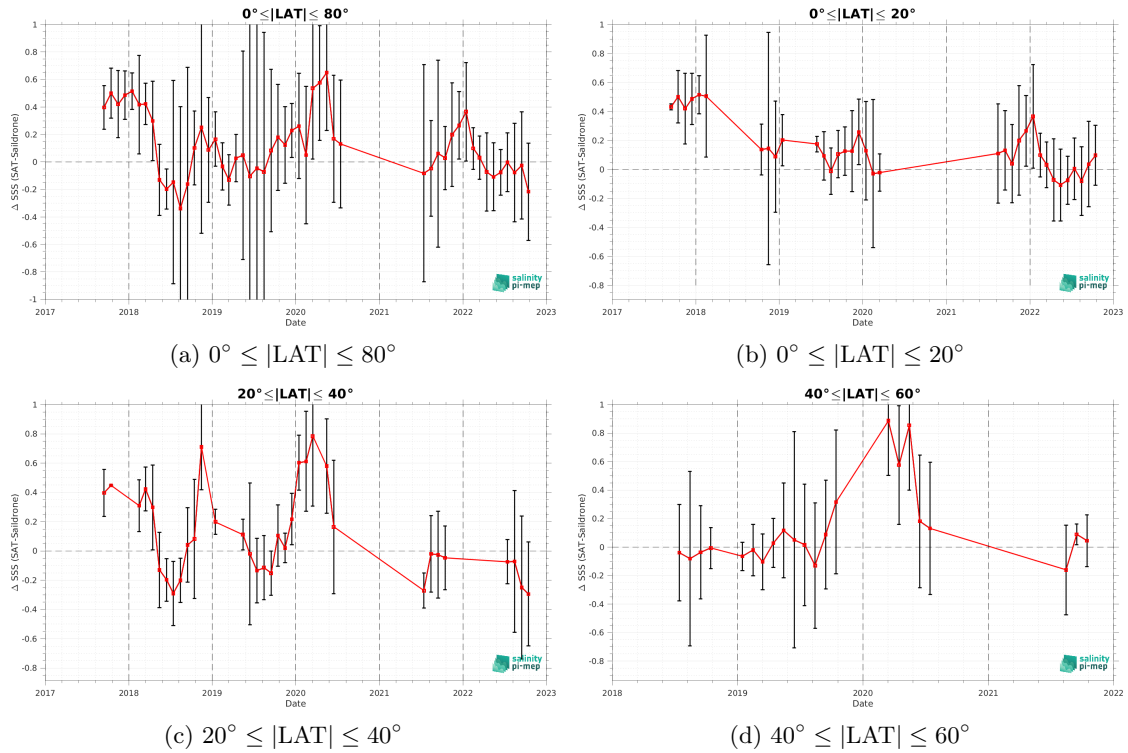 0°≤|LAT|≤ 80°
1
0.8
0.6
0.4
0.2
0
-0.2
-0.4
-0.6
-0.8
-1
Δ SSS (SAT-Saildrone)
2017
2018
2019
2020
2021
2022
2023
Date
salinity
pi-mep
(a) 0° ≤ |LAT| ≤ 80°
0°≤|LAT|≤ 20°
1
0.8
0.6
0.4
0.2
0
-0.2
-0.4
-0.6
-0.8
Δ SSS (SAT-Saildrone)
2017
2018
2019
2020
2021
2022
2023
Date
salinity
pi-mep
(b) 0° ≤ |LAT| ≤ 20°
20°≤|LAT|≤ 40°
1
0.8
0.6
0.4
0.2
0
-0.2
-0.4
-0.6
-0.8
Δ SSS (SAT-Saildrone)
2017
2018
2019
2020
2021
2022
2023
Date
salinity
pi-mep
(c) 20° ≤ |LAT| ≤ 40°
40°≤|LAT|≤ 60°
1
0.8
0.6
0.4
0.2
0
-0.2
-0.4
-0.6
-0.8
Δ SSS (SAT-Saildrone)
2018
2019
2020
2021
2022
Date
salinity
pi-mep
(d) 40° ≤ |LAT| ≤ 60°